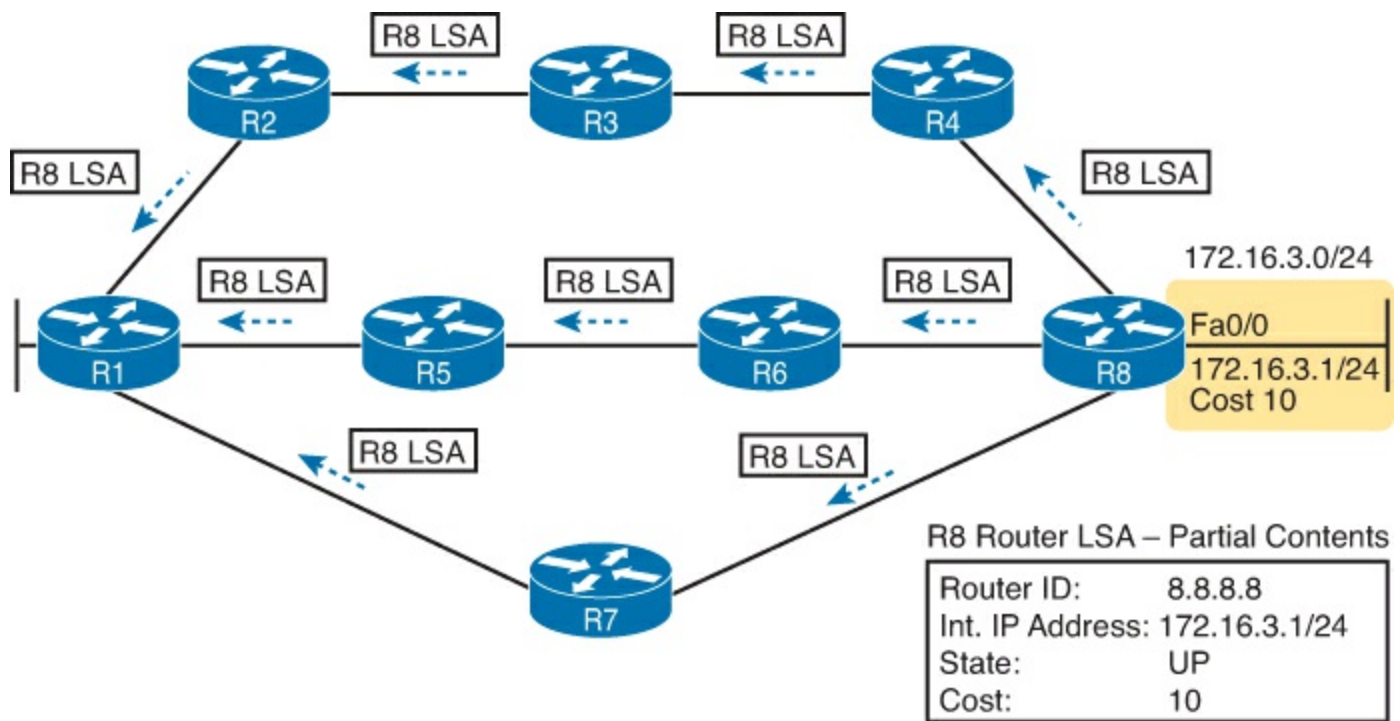 R8 LSA
R8 LSA
R2
R3
R4
R8 LSA
R8 LSA
172.16.3.0/24
R8 LSA
R8 LSA
R8 LSA
Fa0/0
R1
R5
R6
R8
172.16.3.1/24
Cost 10
R8 LSA
R8 LSA
R7
R8 Router LSA – Partial Contents
Router ID: 8.8.8.8
Int. IP Address: 172.16.3.1/24
State: UP
Cost: 10